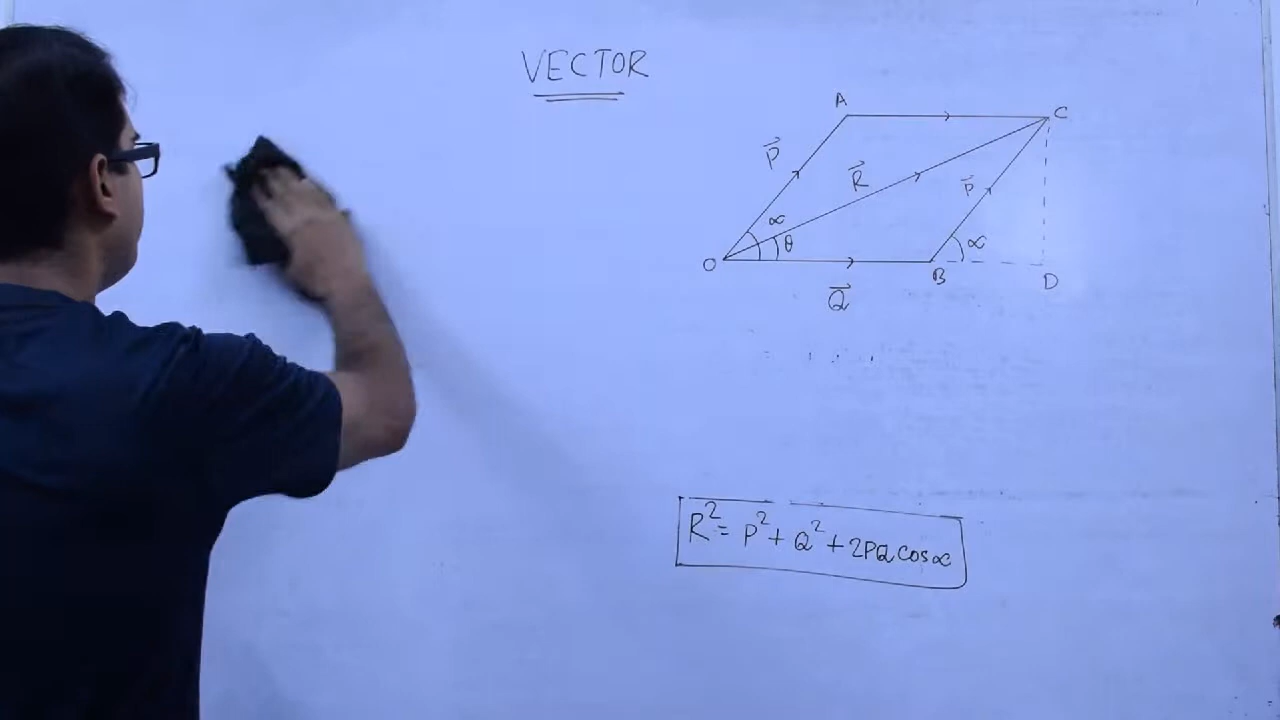 VECTOR
A
C
P⃗
R⃗
P⃗
∝
θ
∝
O
B
D
Q⃗
R² = P² + Q² + 2PQ cos∝